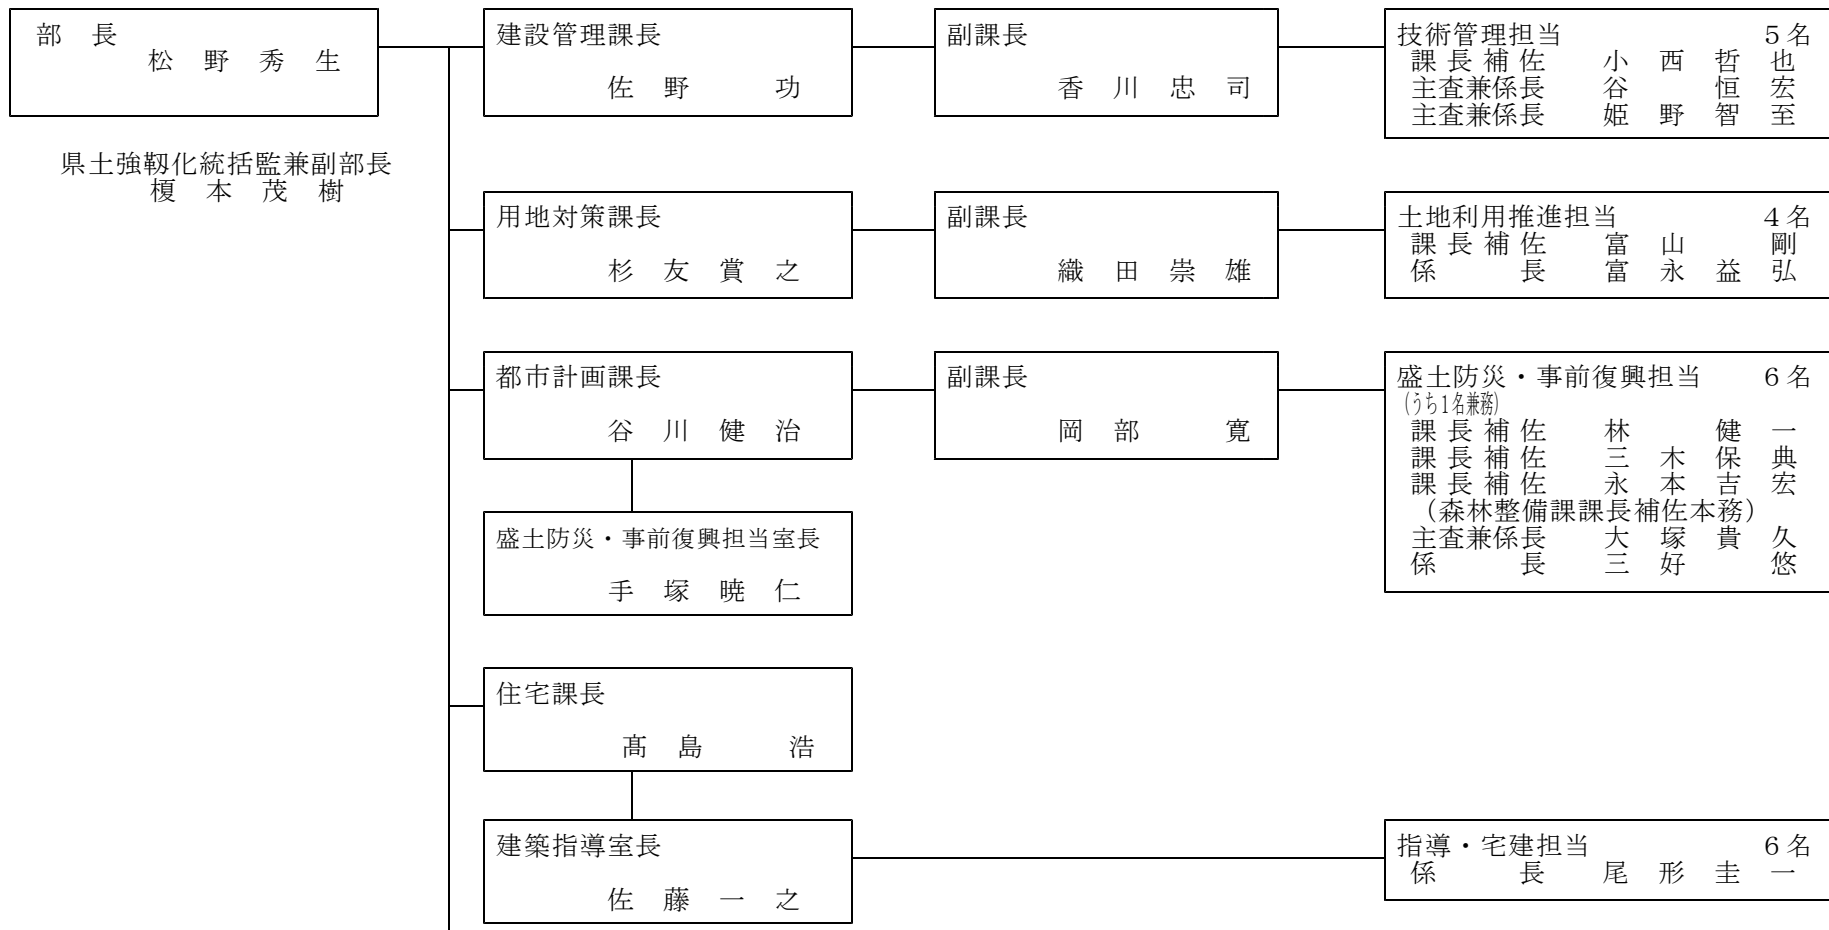 部　長
松　野　秀　生
県土強靱化統括監兼副部長
榎　本　茂　樹
建設管理課長
佐　野　　　功
副課長
香　川　忠　司
技術管理担当　５名
課長補佐　小　西　哲　也
主査兼係長　谷　　　恒　宏
主査兼係長　姫　野　智　至
用地対策課長
杉　友　賞　之
副課長
織　田　崇　雄
土地利用推進担当　４名
課長補佐　富　山　　　剛
係　　　長　富　永　益　弘
都市計画課長
谷　川　健　治
副課長
岡　部　　　寛
盛土防災・事前復興担当　６名
(うち１名兼務)
課長補佐　林　　　健　一
課長補佐　三　木　保　典
課長補佐　永　本　吉　宏
（森林整備課課長補佐本務）
主査兼係長　大　塚　貴　久
係　　　長　三　好　　　悠
盛土防災・事前復興担当室長
手　塚　暁　仁
住宅課長
髙　島　　　浩
建築指導室長
佐　藤　一　之
指導・宅建担当　６名
係　　　長　尾　形　圭　一